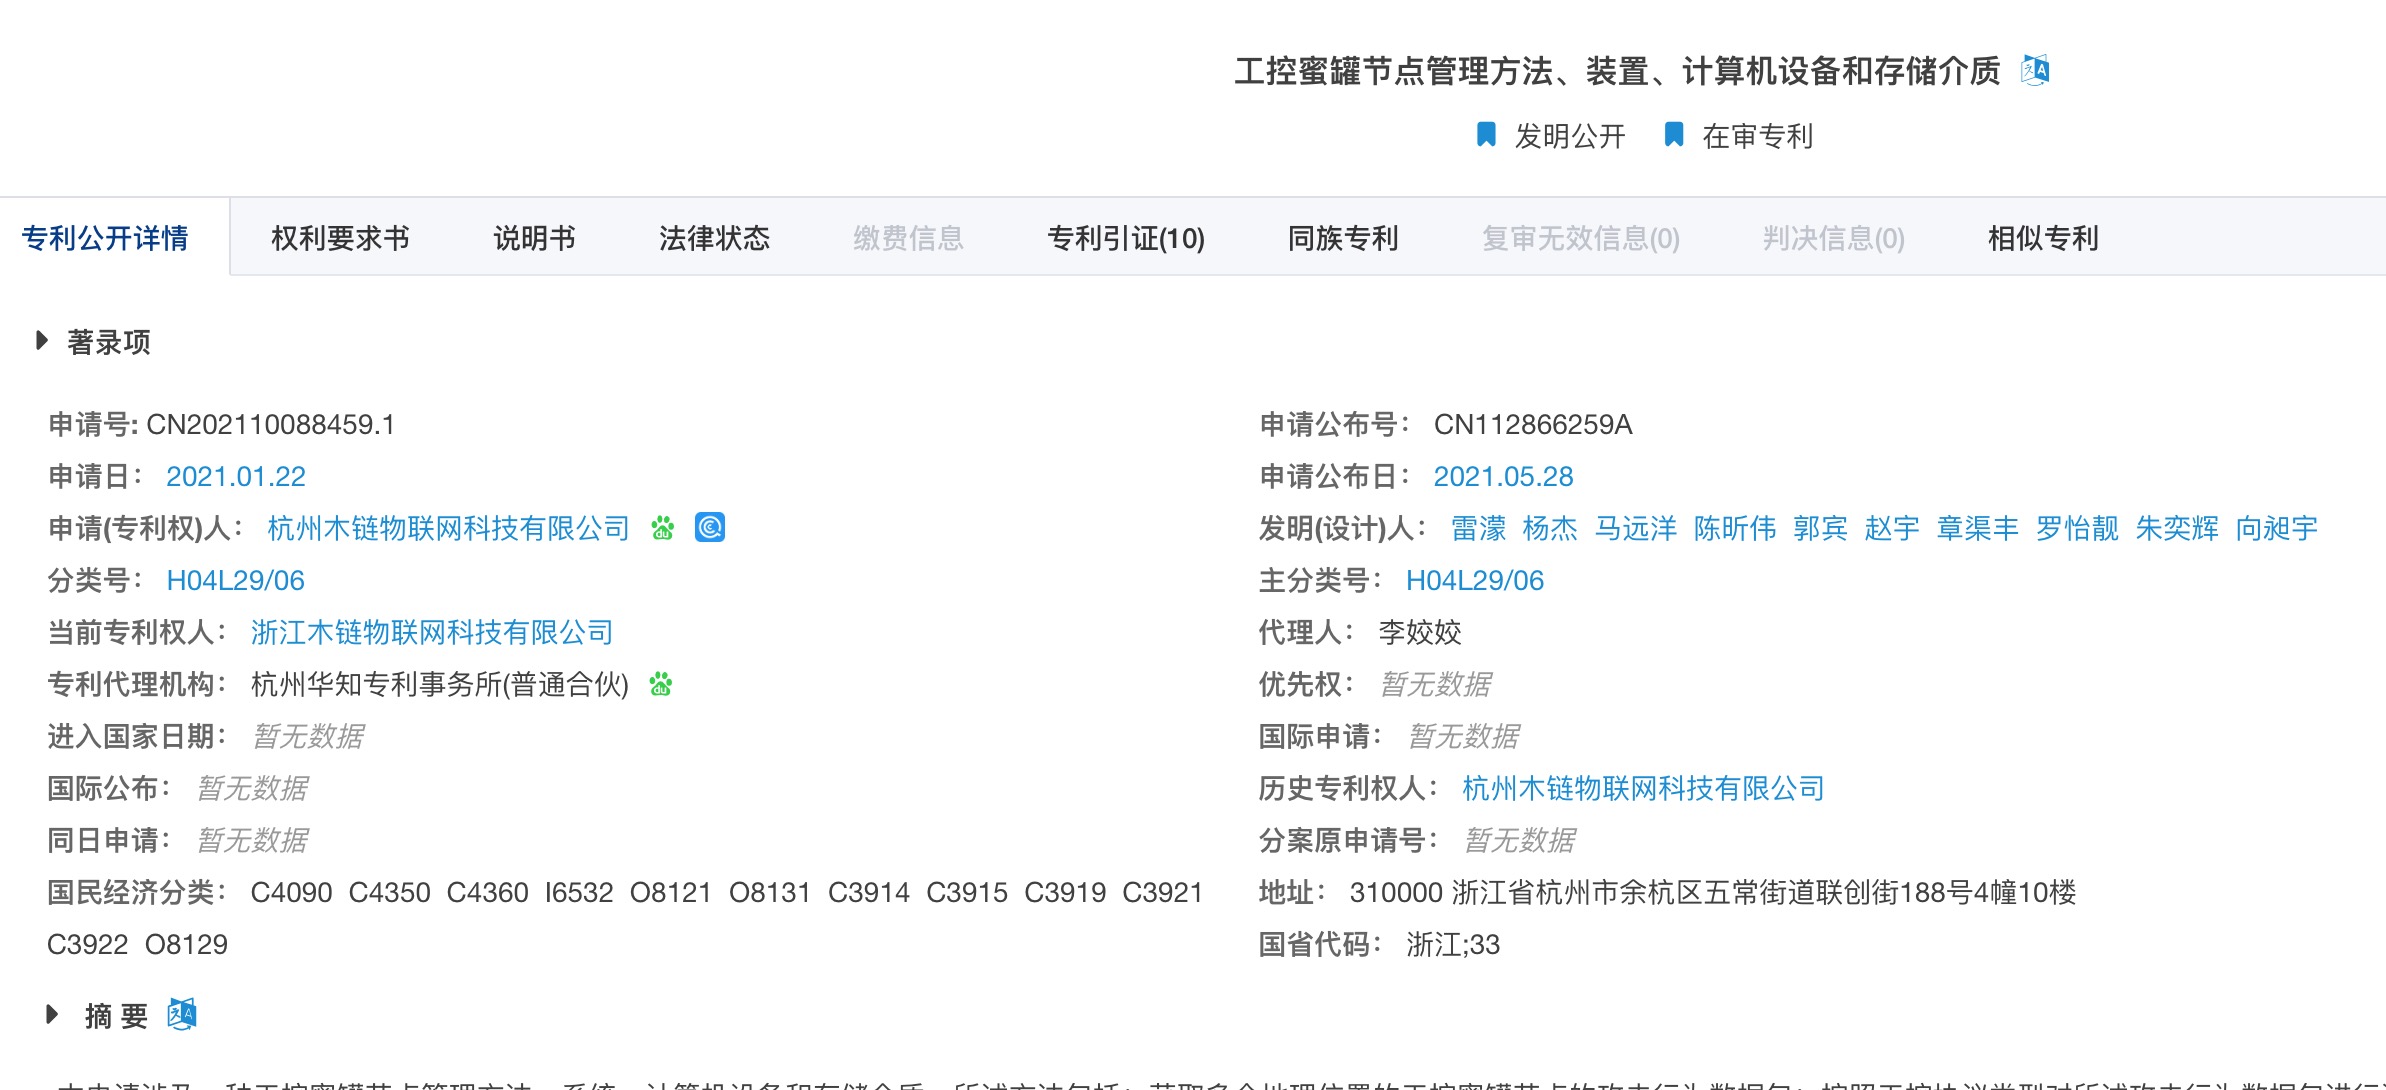 工控蜜罐节点管理方法、装置、计算机设备和存储介质
发明公开 在审专利
专利公开详情 权利要求书 说明书 法律状态 缴费信息 专利引证(10) 同族专利 复审无效信息(0) 判决信息(0) 相似专利
著录项
申请号: CN202110088459.1
申请公布号： CN112866259A
申请日： 2021.01.22
申请公布日： 2021.05.28
申请(专利权)人： 杭州木链物联网科技有限公司
发明(设计)人： 雷濛 杨杰 马远洋 陈昕伟 郭宾 赵宇 章渠丰 罗怡靓 朱奕辉 向昶宇
分类号： H04L29/06
主分类号： H04L29/06
当前专利权人： 浙江木链物联网科技有限公司
代理人： 李姣姣
专利代理机构： 杭州华知专利事务所(普通合伙)
优先权： 暂无数据
进入国家日期： 暂无数据
国际申请： 暂无数据
国际公布： 暂无数据
历史专利权人： 杭州木链物联网科技有限公司
同日申请： 暂无数据
分案原申请号： 暂无数据
国民经济分类： C4090 C4350 C4360 I6532 O8121 O8131 C3914 C3915 C3919 C3921
C3922 O8129
地址： 310000 浙江省杭州市余杭区五常街道联创街188号4幢10楼
国省代码： 浙江;33
摘 要